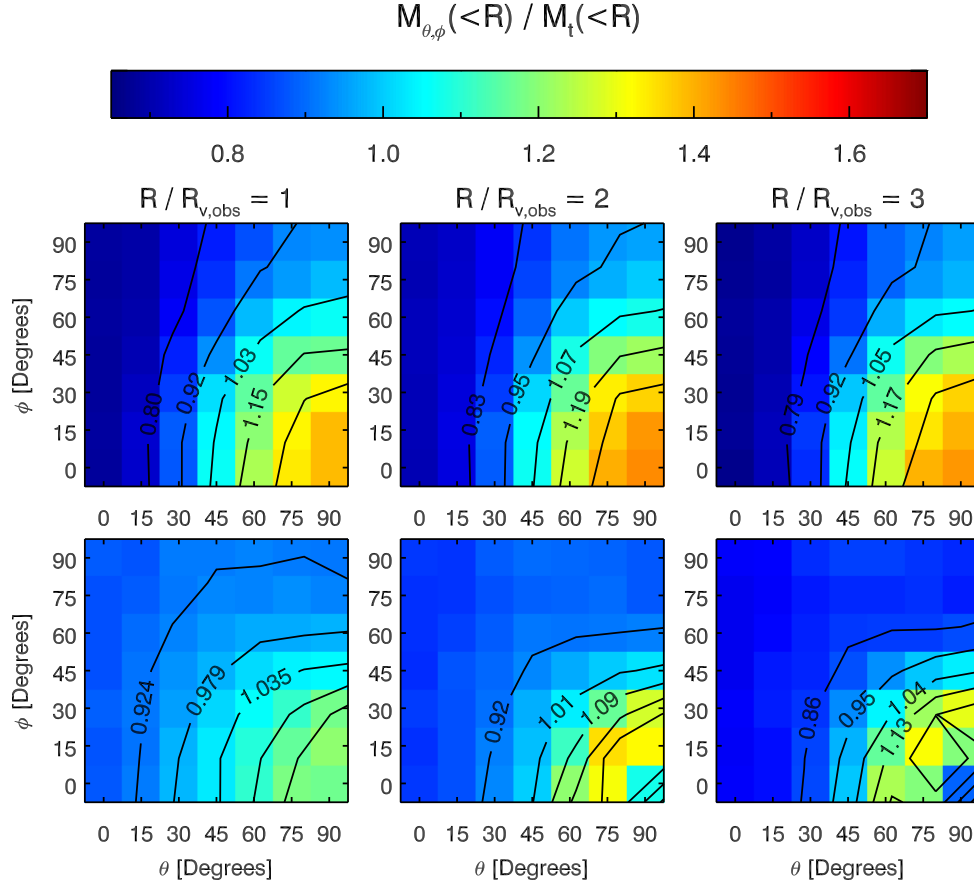 M_θ,φ(<R) / M_t(<R)
0.8 1.0 1.2 1.4 1.6
R / R_v,obs = 1 R / R_v,obs = 2 R / R_v,obs = 3
φ [Degrees]
90
75
60
45
30
15
0
0.80 0.92 1.03 1.15
0.83 0.95 1.07 1.19
0.79 0.92 1.05 1.17
0 15 30 45 60 75 90 0 15 30 45 60 75 90 0 15 30 45 60 75 90
φ [Degrees]
90
75
60
45
30
15
0
0.924 0.979 1.035
0.92 1.01 1.09
0.86 0.95 1.04 1.13
0 15 30 45 60 75 90 0 15 30 45 60 75 90 0 15 30 45 60 75 90
θ [Degrees] θ [Degrees] θ [Degrees]